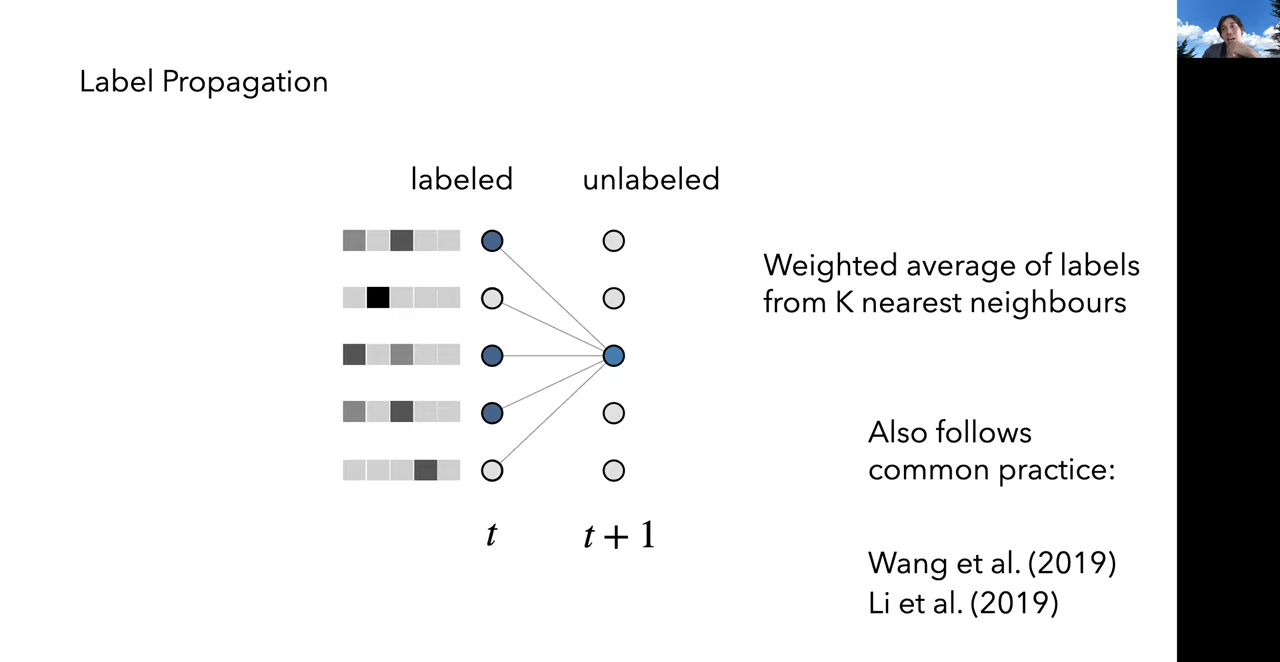 Label Propagation
labeled
unlabeled
Weighted average of labels
from K nearest neighbours
Also follows
common practice:
t
t + 1
Wang et al. (2019)
Li et al. (2019)